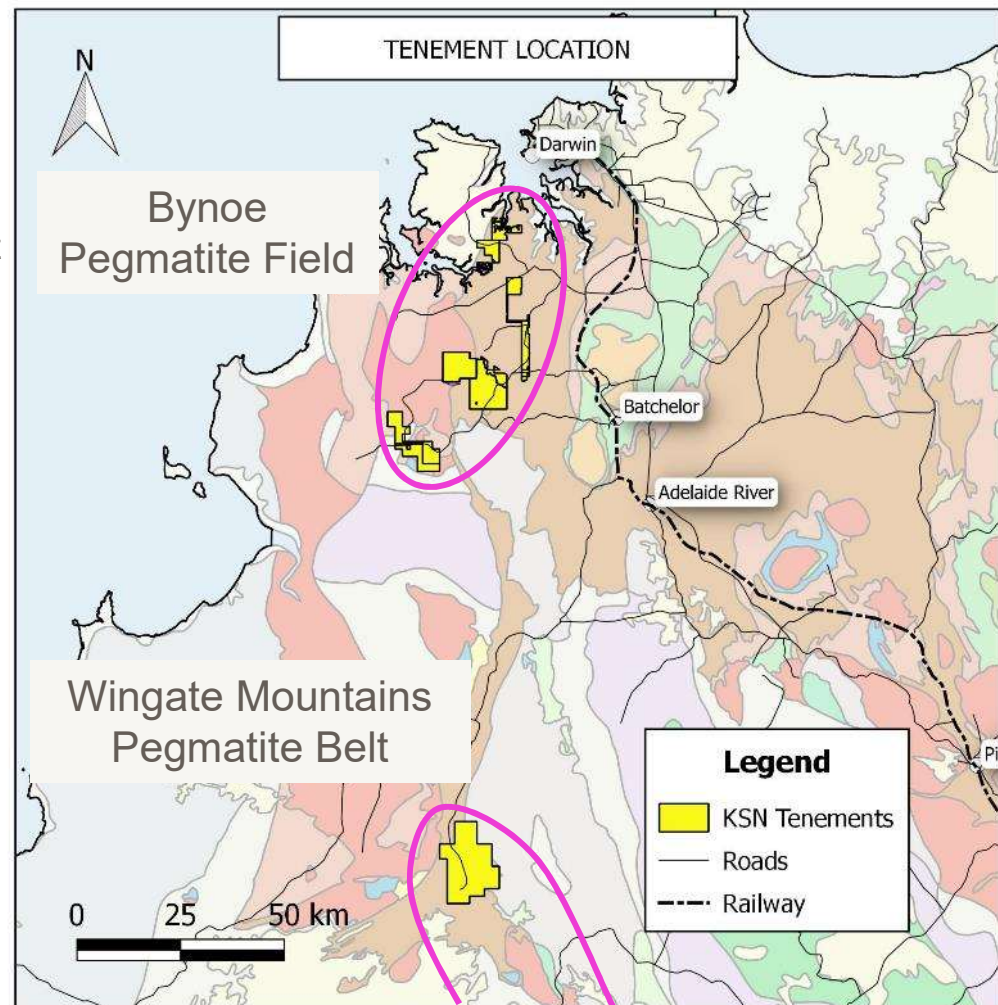 TENEMENT LOCATION
N
Darwin
Bynoe
Pegmatite Field
Batchelor
Adelaide River
Wingate Mountains
Pegmatite Belt
Pi
Legend
KSN Tenements
Roads
Railway
0 25 50 km